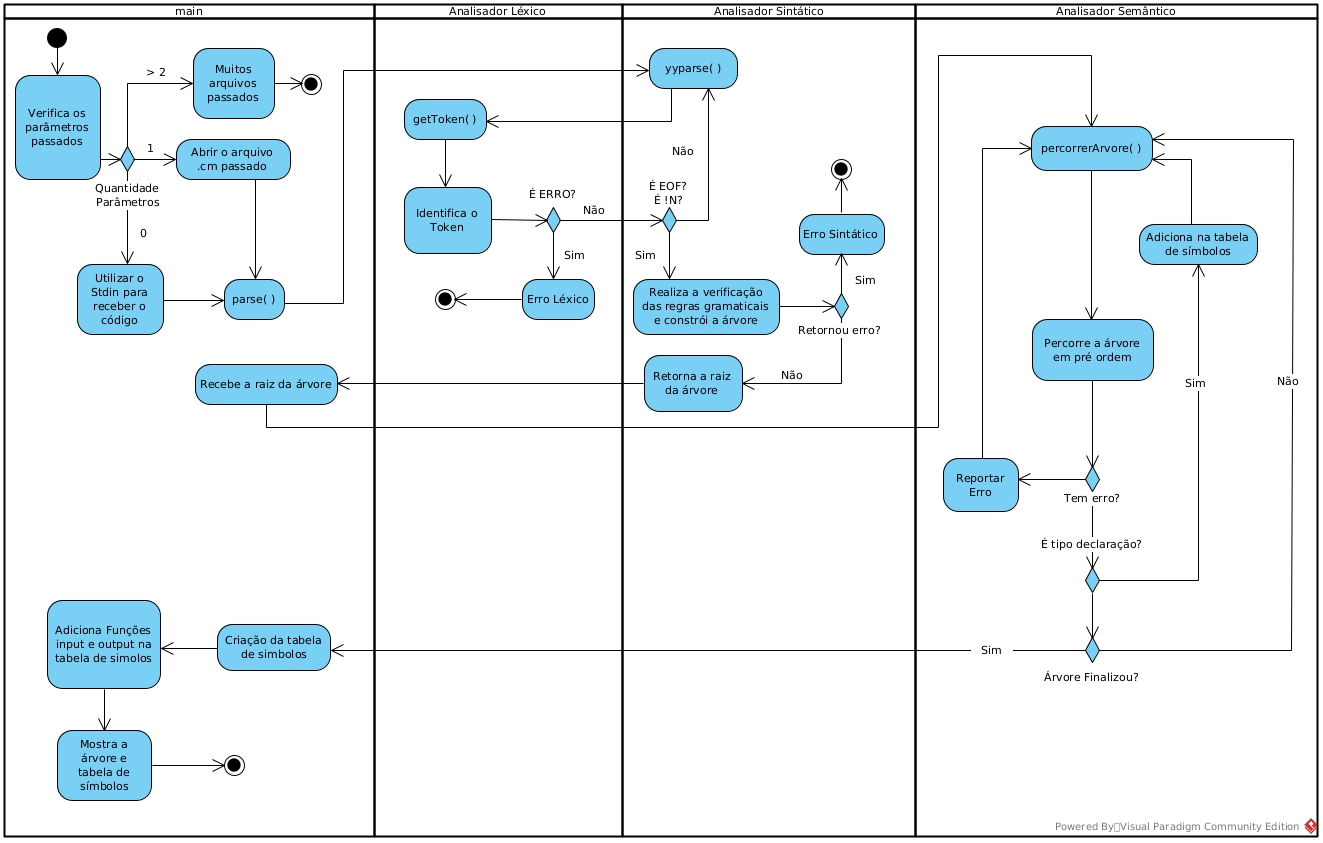 main
Analisador Léxico
Analisador Sintático
Analisador Semântico
Verifica os
parâmetros
passados
> 2
Muitos
arquivos
passados
1
Abrir o arquivo
.cm passado
Quantidade
Parâmetros
0
Utilizar o
Stdin para
receber o
código
parse( )
Recebe a raiz da árvore
Adiciona Funções
input e output na
tabela de simolos
Criação da tabela
de simbolos
Mostra a
árvore e
tabela de
símbolos
getToken( )
Identifica o
Token
É ERRO?
Não
Sim
Erro Léxico
yyparse( )
Não
É EOF?
É !N?
Sim
Realiza a verificação
das regras gramaticais
e constrói a árvore
Erro Sintático
Sim
Retornou erro?
Não
Retorna a raiz
da árvore
percorrerArvore( )
Adiciona na tabela
de símbolos
Percorre a árvore
em pré ordem
Sim
Não
Reportar
Erro
Tem erro?
É tipo declaração?
Sim
Árvore Finalizou?
Powered By Visual Paradigm Community Edition